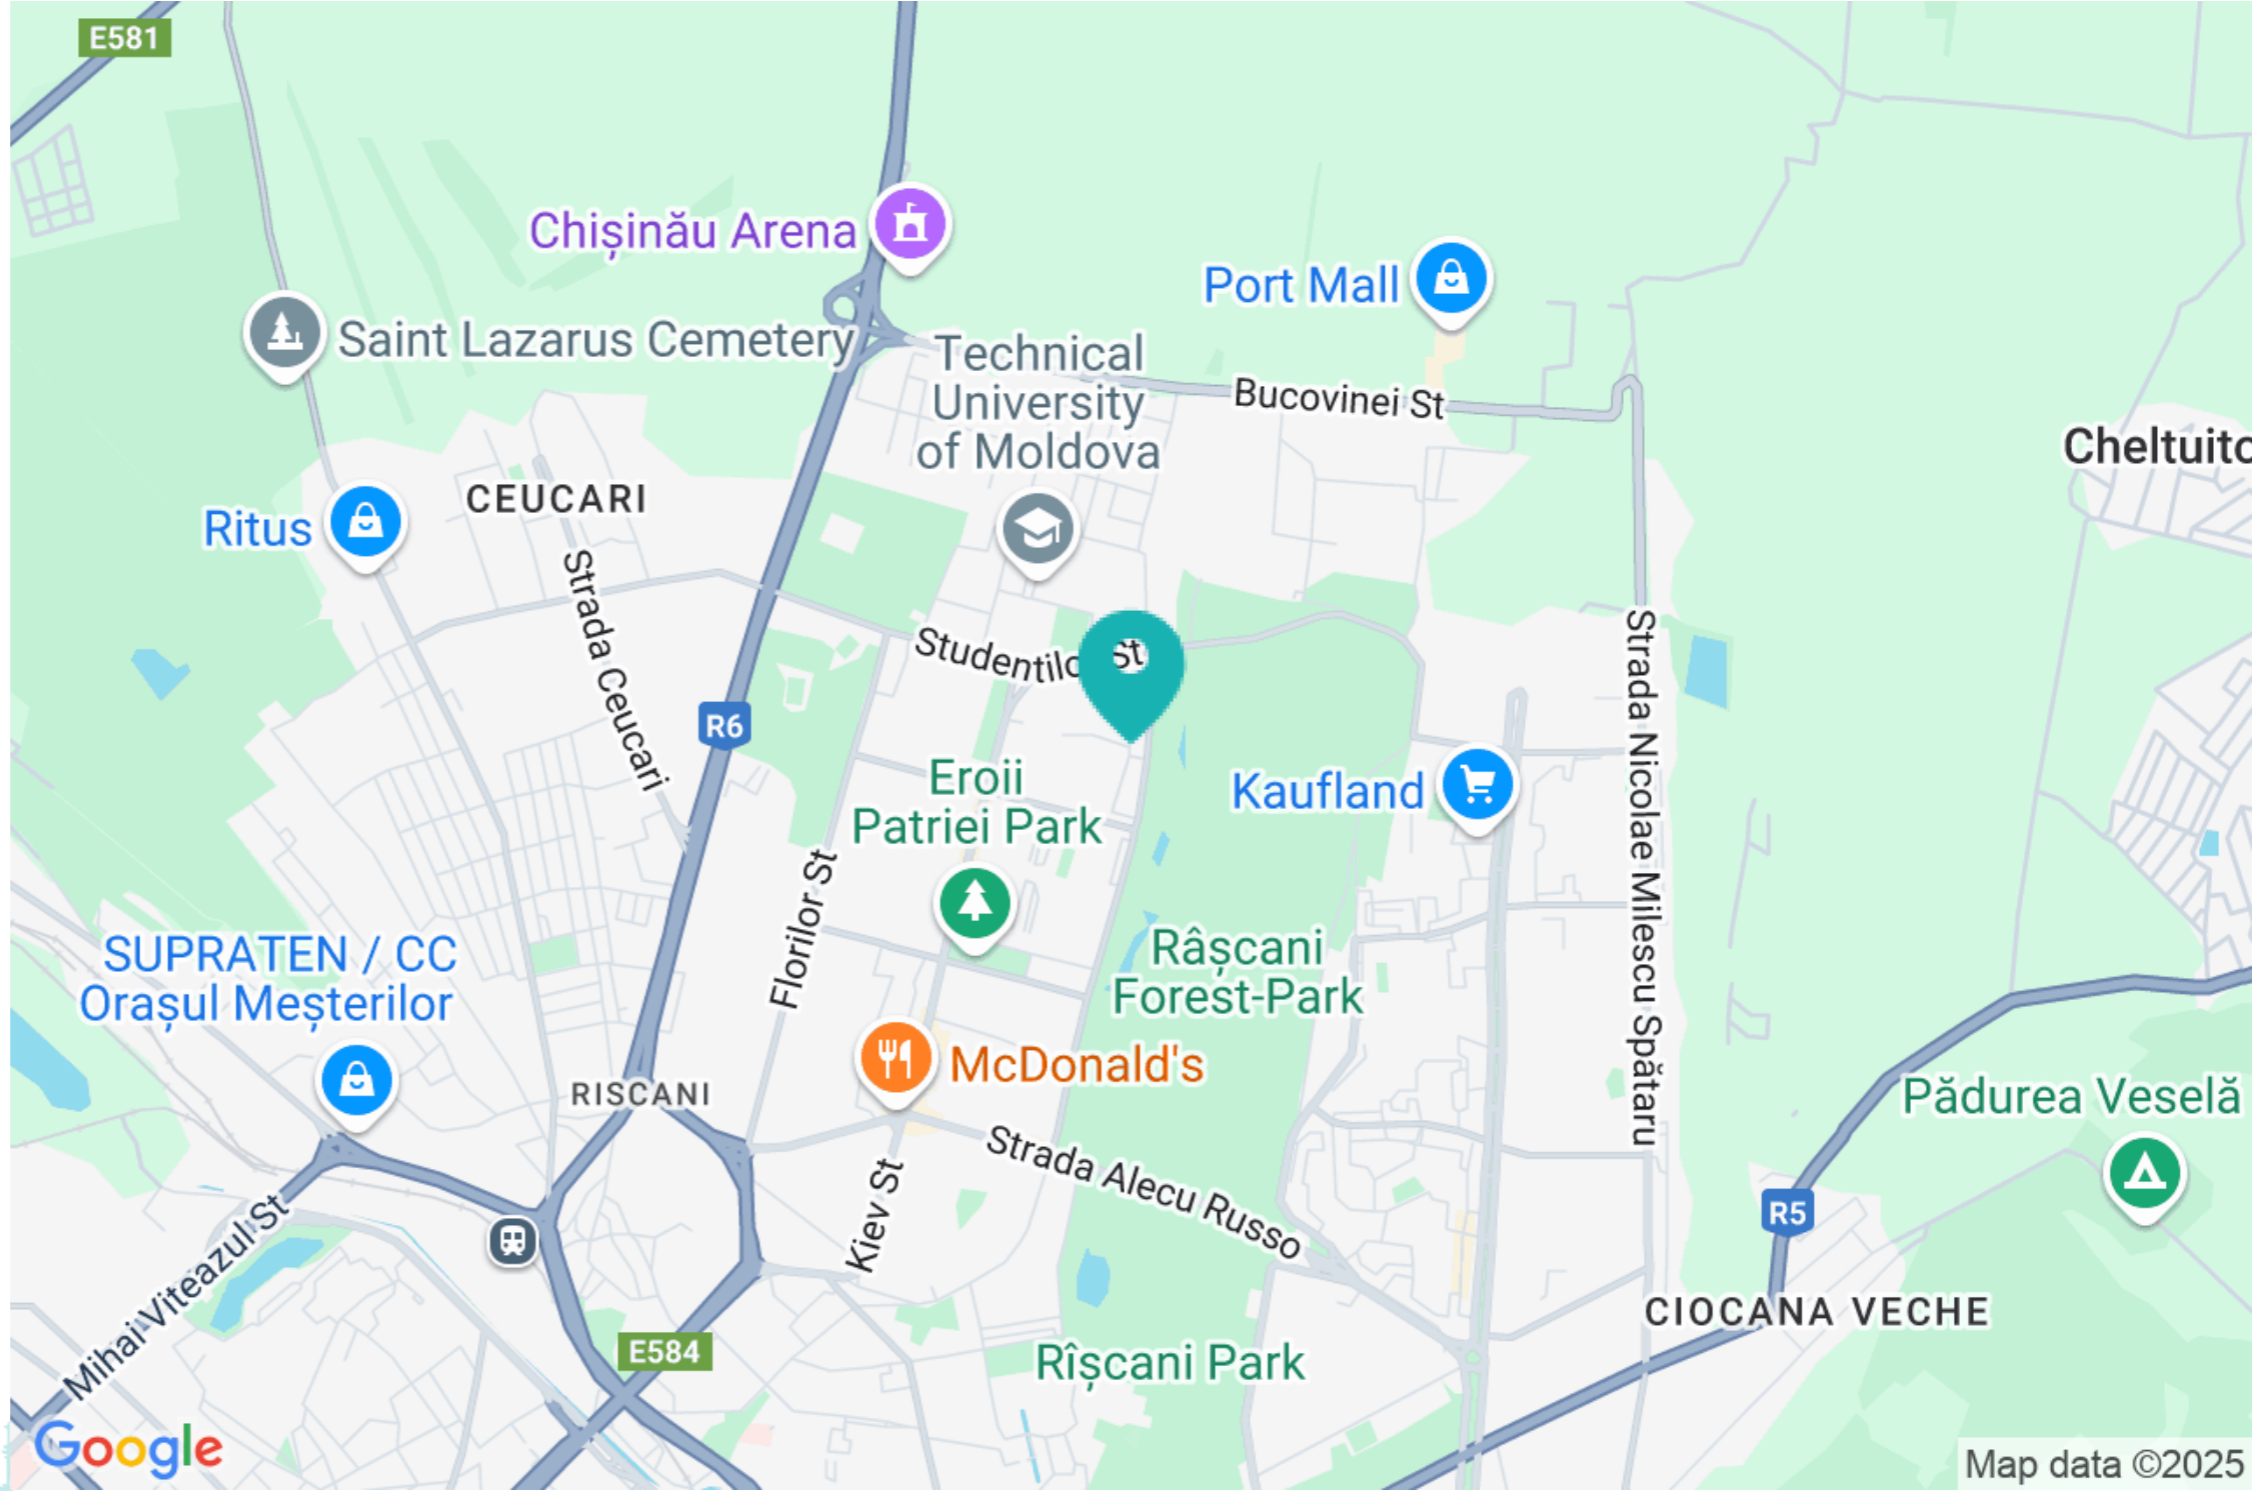 E581
Chișinău Arena
Port Mall
Saint Lazarus Cemetery
Technical
University
of Moldova
Bucovinei St
Cheltuito
CEUCARI
Ritus
Strada Ceucari
Studentilo St
Strada Nicolae Milescu Spătaru
R6
Eroii
Patriei Park
Kaufland
Florilor St
SUPRATEN / CC
Orașul Meșterilor
Râșcani
Forest-Park
McDonald's
RISCANI
Pădurea Veselă
Strada Alecu Russo
Kiev St
Mihai Viteazul St
R5
CIOCANA VECHE
E584
Rîșcani Park
Google
Map data ©2025